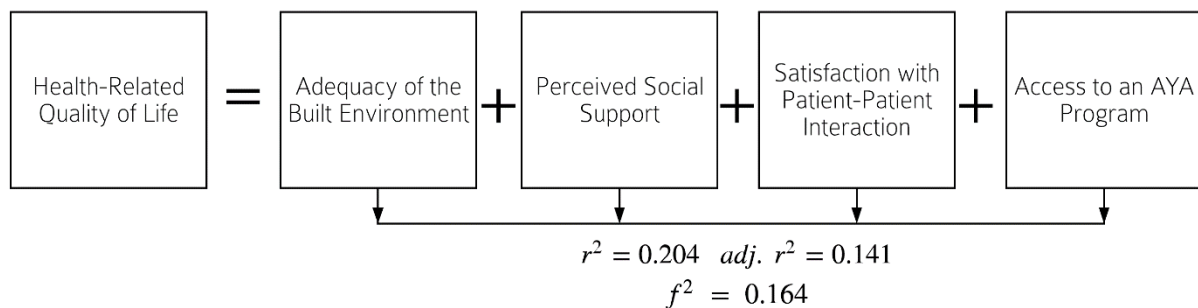 Health-Related
Quality of Life
=
Adequacy of the
Built Environment
+
Perceived Social
Support
+
Satisfaction with
Patient-Patient
Interaction
+
Access to an AYA
Program
r² = 0.204 adj. r² = 0.141
f² = 0.164